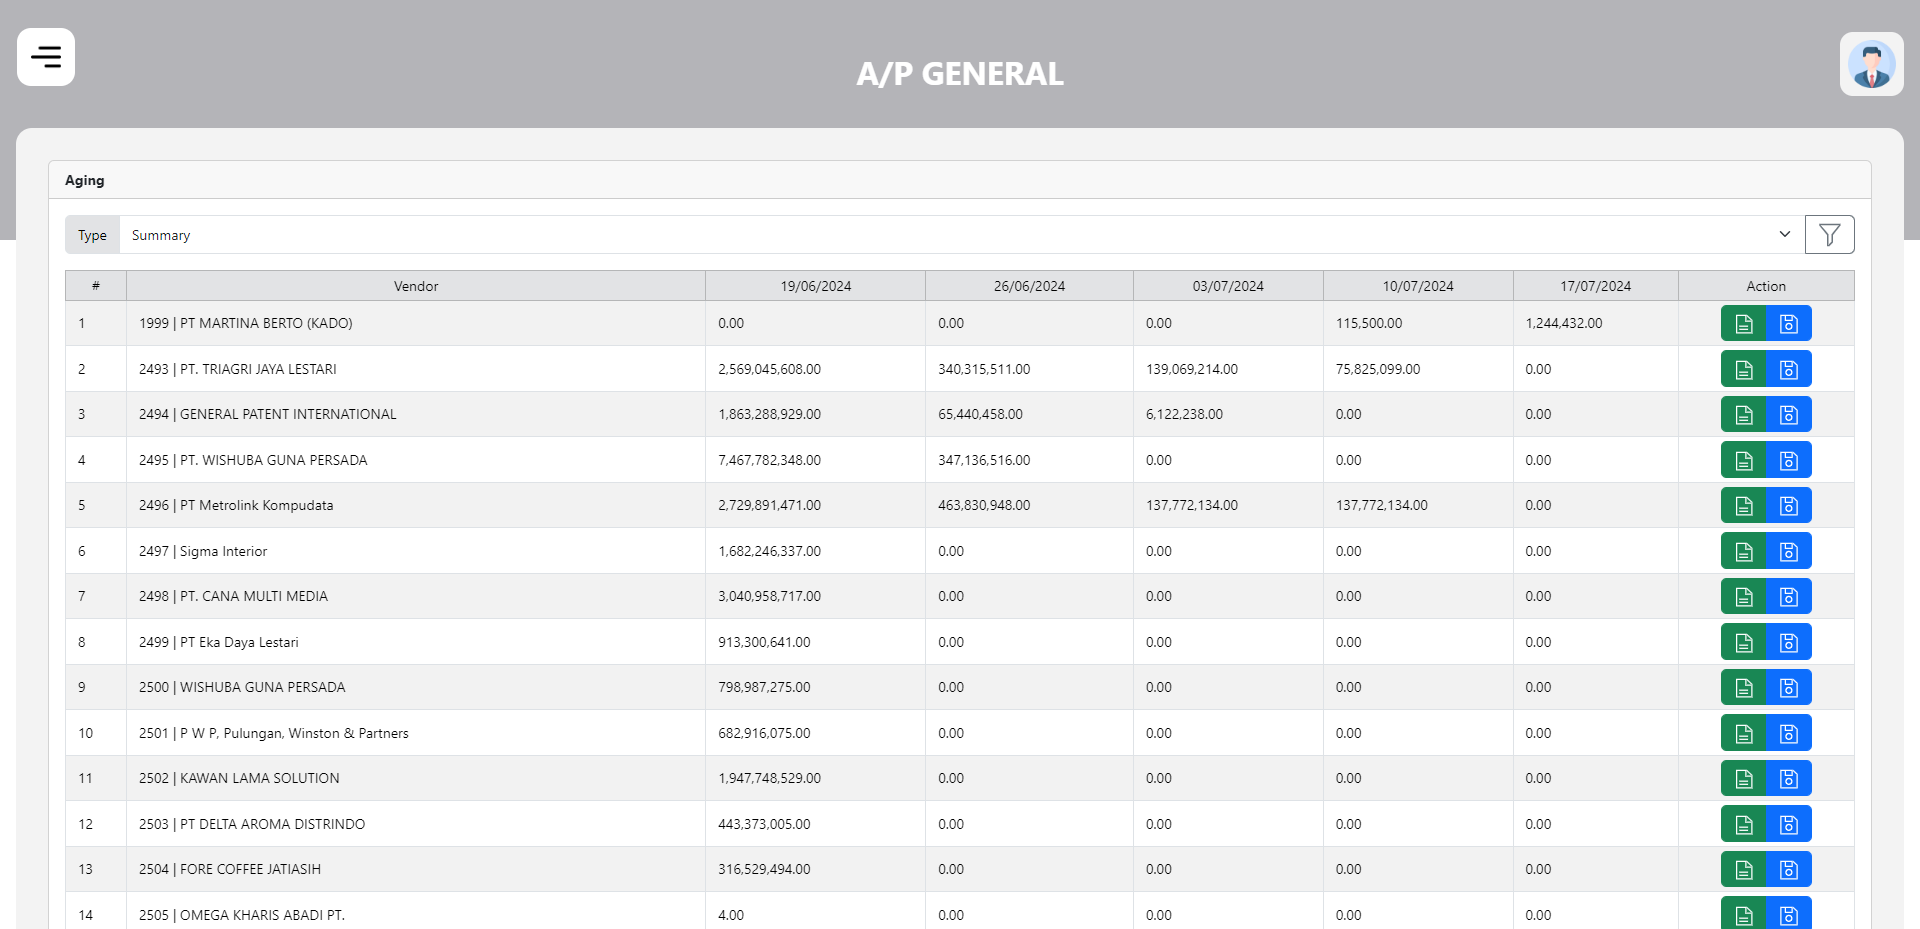 A/P GENERAL
Aging
Type Summary
# Vendor 19/06/2024 26/06/2024 03/07/2024 10/07/2024 17/07/2024 Action
1 1999 | PT MARTINA BERTO (KADO) 0.00 0.00 0.00 115,500.00 1,244,432.00
2 2493 | PT. TRIAGRI JAYA LESTARI 2,569,045,608.00 340,315,511.00 139,069,214.00 75,825,099.00 0.00
3 2494 | GENERAL PATENT INTERNATIONAL 1,863,288,929.00 65,440,458.00 6,122,238.00 0.00 0.00
4 2495 | PT. WISHUBA GUNA PERSADA 7,467,782,348.00 347,136,516.00 0.00 0.00 0.00
5 2496 | PT Metrolink Kompudata 2,729,891,471.00 463,830,948.00 137,772,134.00 137,772,134.00 0.00
6 2497 | Sigma Interior 1,682,246,337.00 0.00 0.00 0.00 0.00
7 2498 | PT. CANA MULTI MEDIA 3,040,958,717.00 0.00 0.00 0.00 0.00
8 2499 | PT Eka Daya Lestari 913,300,641.00 0.00 0.00 0.00 0.00
9 2500 | WISHUBA GUNA PERSADA 798,987,275.00 0.00 0.00 0.00 0.00
10 2501 | P W P, Pulungan, Winston & Partners 682,916,075.00 0.00 0.00 0.00 0.00
11 2502 | KAWAN LAMA SOLUTION 1,947,748,529.00 0.00 0.00 0.00 0.00
12 2503 | PT DELTA AROMA DISTRINDO 443,373,005.00 0.00 0.00 0.00 0.00
13 2504 | FORE COFFEE JATIASIH 316,529,494.00 0.00 0.00 0.00 0.00
14 2505 | OMEGA KHARIS ABADI PT. 4.00 0.00 0.00 0.00 0.00